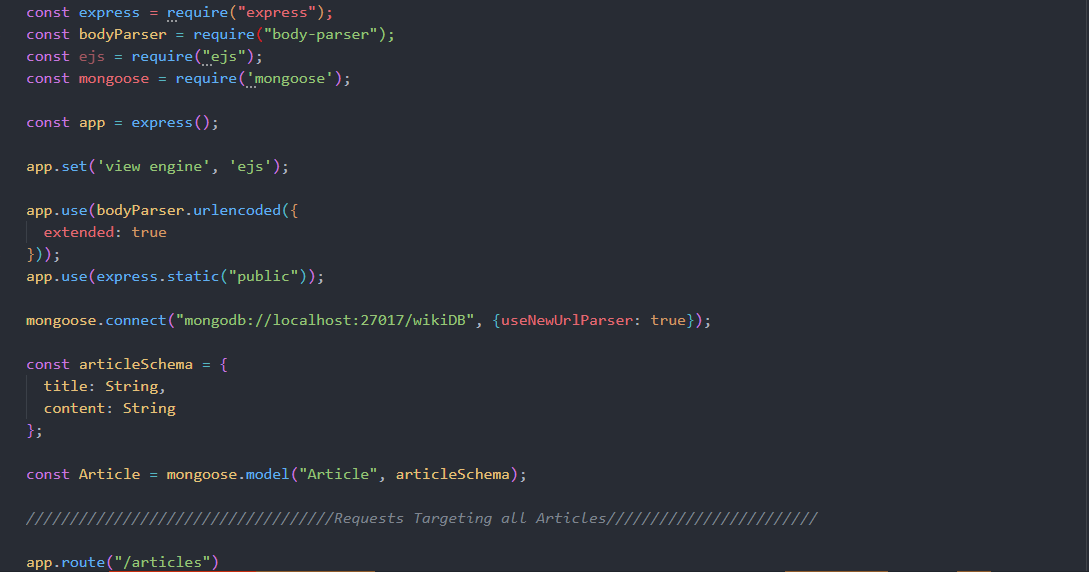 const express = require("express");
const bodyParser = require("body-parser");
const ejs = require("ejs");
const mongoose = require('mongoose');
const app = express();
app.set('view engine', 'ejs');
app.use(bodyParser.urlencoded({
extended: true
}));
app.use(express.static("public"));
mongoose.connect("mongodb://localhost:27017/wikiDB", {useNewUrlParser: true});
const articleSchema = {
title: String,
content: String
};
const Article = mongoose.model("Article", articleSchema);
///////////////////////////////////Requests Targeting all Articles////////////////////////
app.route("/articles")